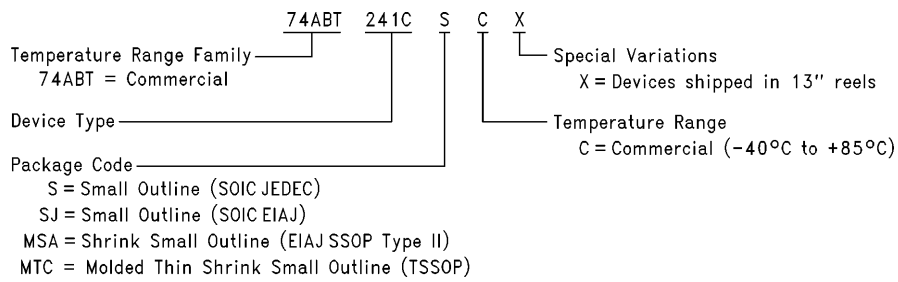 74ABT 241C S C X
Temperature Range Family
74ABT = Commercial
Device Type
Package Code
S = Small Outline (SOIC JEDEC)
SJ = Small Outline (SOIC EIAJ)
MSA = Shrink Small Outline (EIAJ SSOP Type II)
MTC = Molded Thin Shrink Small Outline (TSSOP)
Special Variations
X = Devices shipped in 13" reels
Temperature Range
C = Commercial (-40°C to +85°C)